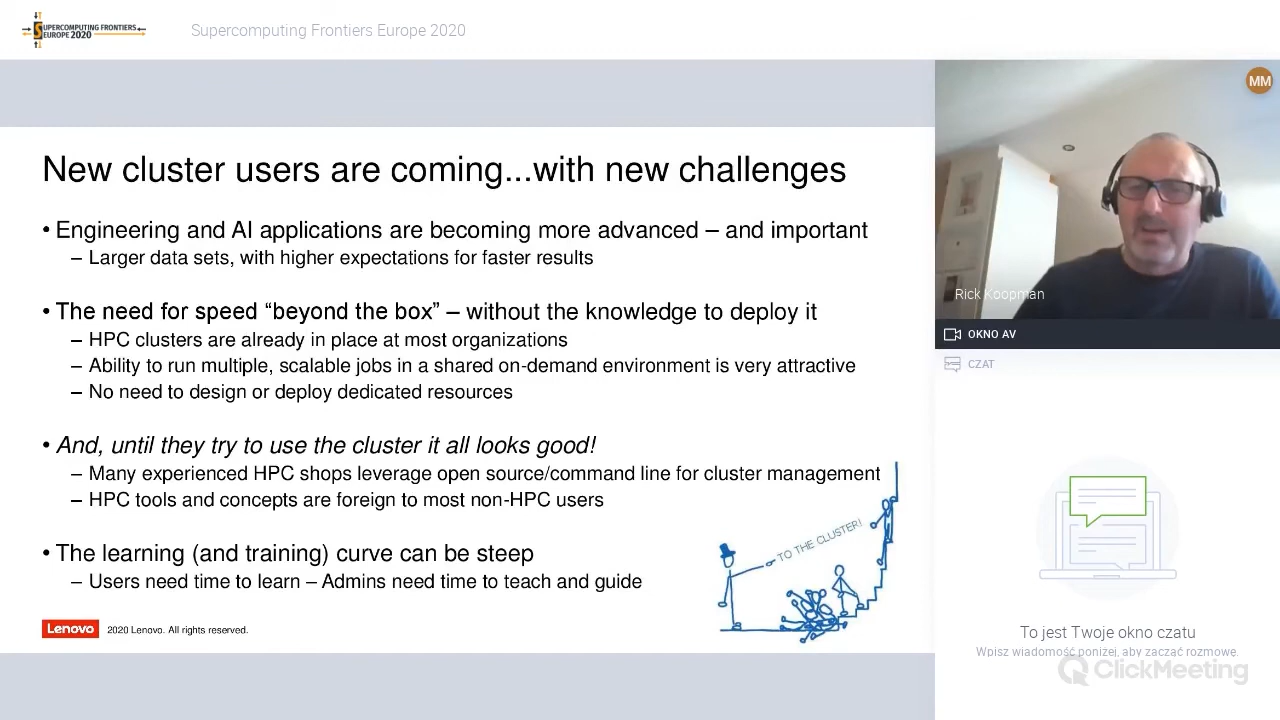 SUPERCOMPUTING FRONTIERS
EUROPE 2020
Supercomputing Frontiers Europe 2020
MM
New cluster users are coming...with new challenges
• Engineering and AI applications are becoming more advanced – and important
– Larger data sets, with higher expectations for faster results
• The need for speed “beyond the box” – without the knowledge to deploy it
– HPC clusters are already in place at most organizations
– Ability to run multiple, scalable jobs in a shared on-demand environment is very attractive
– No need to design or deploy dedicated resources
• And, until they try to use the cluster it all looks good!
– Many experienced HPC shops leverage open source/command line for cluster management
– HPC tools and concepts are foreign to most non-HPC users
TO THE CLUSTER!
• The learning (and training) curve can be steep
– Users need time to learn – Admins need time to teach and guide
Lenovo 2020 Lenovo. All rights reserved.
Rick Koopman
OKNO AV
CZAT
To jest Twoje okno czatu
Wpisz wiadomość poniżej, aby zacząć rozmowę.
ClickMeeting